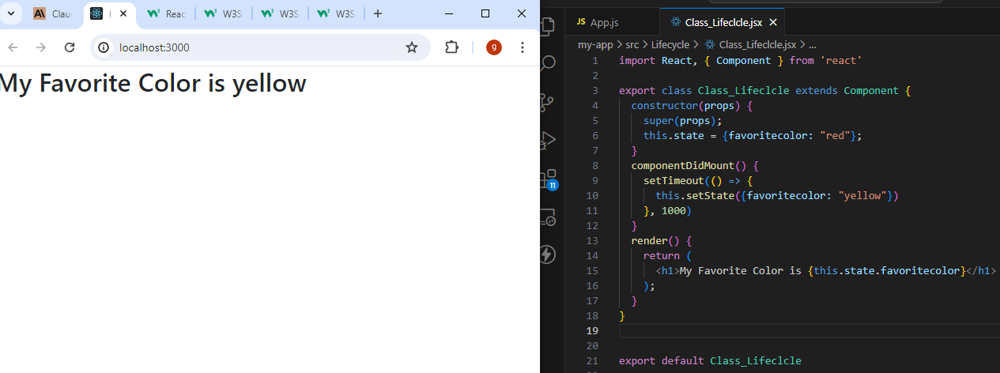 Clau
W3S
W3S
W3S
Reac
localhost:3000
g
My Favorite Color is yellow
11
JS App.js
Class_Lifeclcle.jsx
my-app > src > Lifecycle > Class_Lifeclcle.jsx > ...
1 import React, { Component } from 'react'
2
3 export class Class_Lifeclcle extends Component {
4 constructor(props) {
5 super(props);
6 this.state = {favoritecolor: "red"};
7 }
8 componentDidMount() {
9 setTimeout(() => {
10 this.setState({favoritecolor: "yellow"})
11 }, 1000)
12 }
13 render() {
14 return (
15 <h1>My Favorite Color is {this.state.favoritecolor}</h1>
16 );
17 }
18 }
19
20
21 export default Class_Lifeclcle